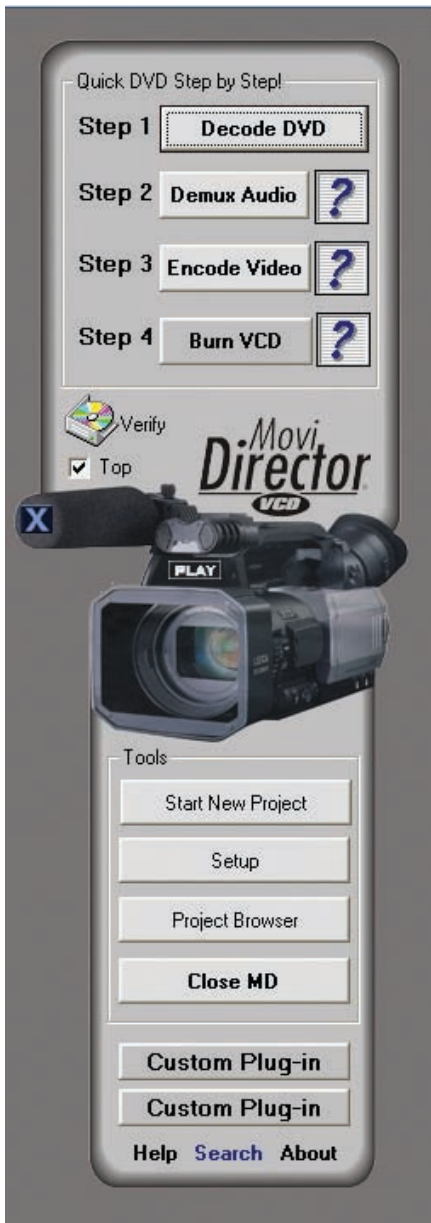 Quick DVD Step by Step!
Step 1 Decode DVD
Step 2 Demux Audio ?
Step 3 Encode Video ?
Step 4 Burn VCD ?
Verify
Top
Movi
Director
VCD
X
PLAY
Tools
Start New Project
Setup
Project Browser
Close MD
Custom Plug-in
Custom Plug-in
Help Search About